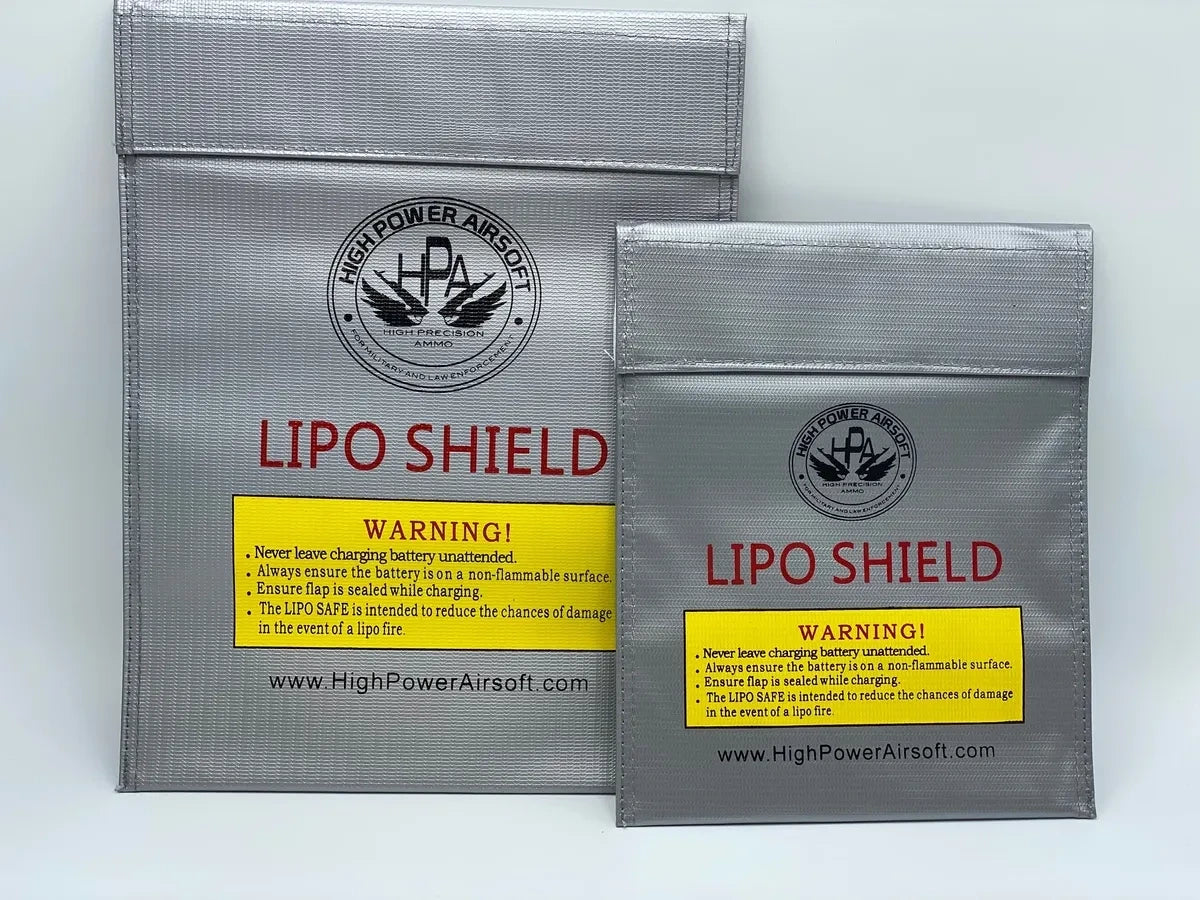 HIGH POWER AIRSOFT
HPA
HIGH PRECISION
AMMO
FOR MILITARY AND LAW ENFORCEMENT
LIPO SHIELD
WARNING!
. Never leave charging battery unattended.
. Always ensure the battery is on a non-flammable surface.
. Ensure flap is sealed while charging.
. The LIPO SAFE is intended to reduce the chances of damage
in the event of a lipo fire.
www.HighPowerAirsoft.com
HIGH POWER AIRSOFT
HPA
HIGH PRECISION
AMMO
FOR MILITARY AND LAW ENFORCEMENT
LIPO SHIELD
WARNING!
. Never leave charging battery unattended.
. Always ensure the battery is on a non-flammable surface.
. Ensure flap is sealed while charging.
. The LIPO SAFE is intended to reduce the chances of damage
in the event of a lipo fire.
www.HighPowerAirsoft.com